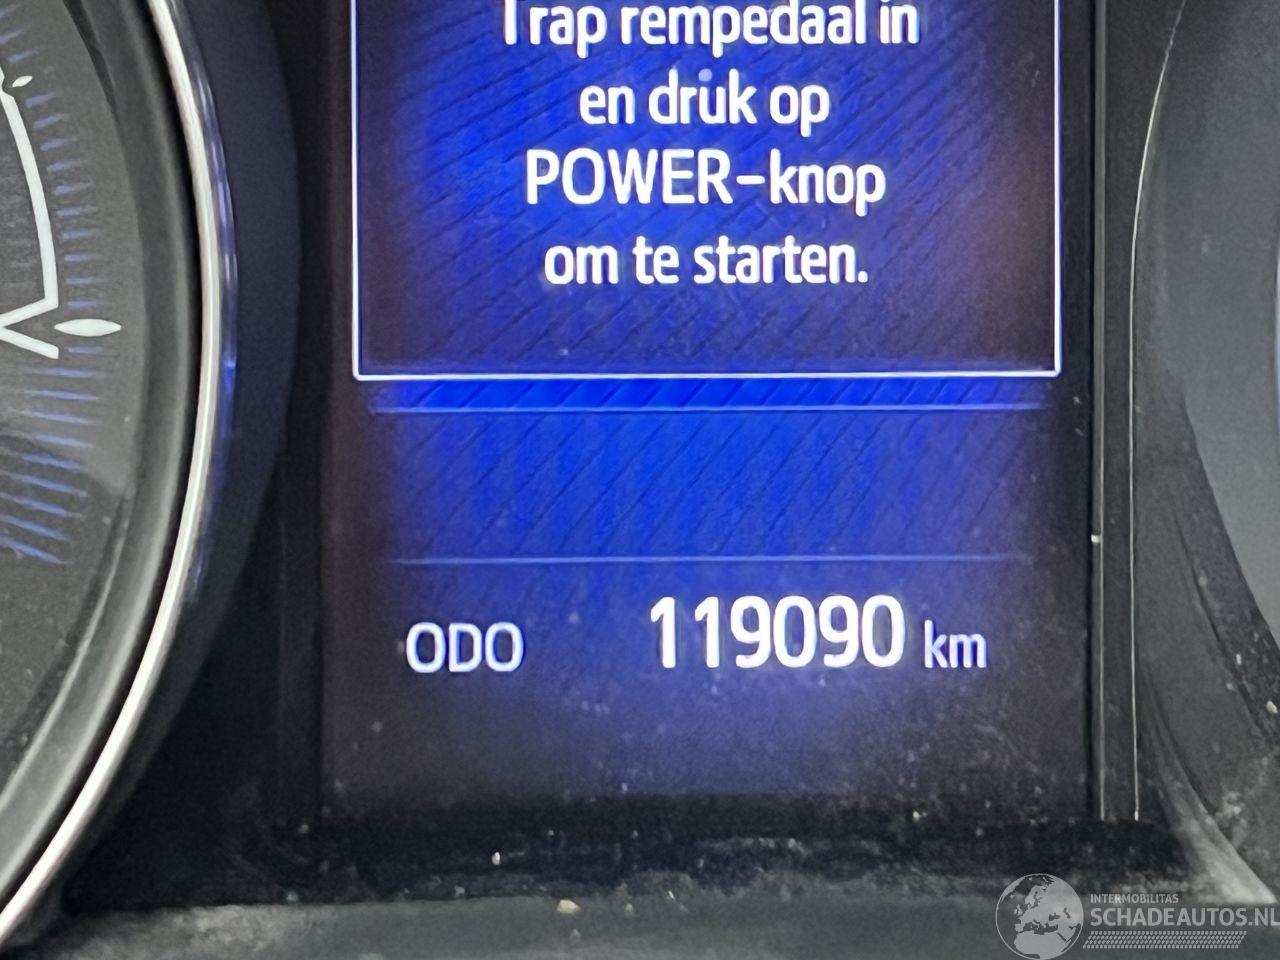 Trap rempedaal in
en druk op
POWER-knop
om te starten.
ODO 119090 km
INTERMOBILITAS
SCHADEAUTOS.NL